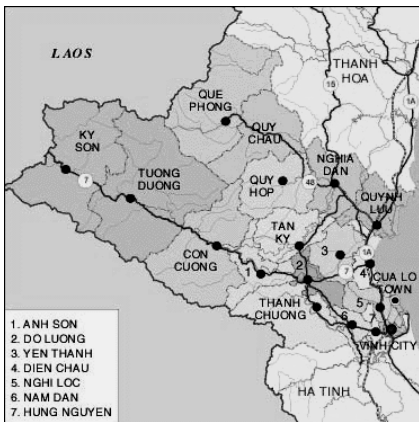 LAOS
THANH
HOA
15
1A
QUE
PHONG
KY
SON
QUY
CHAU
NGHIA
DAN
48
TUONG
DUONG
QUY
HOP
QUYNH
LUU
7
TAN
KY
CON
CUONG
3
1A
4
7
CUA LO
TOWN
1
2
THANH
CHUONG
5
6
7
VINH CITY
HA TINH
1. ANH SON
2. DO LUONG
3. YEN THANH
4. DIEN CHAU
5. NGHI LOC
6. NAM DAN
7. HUNG NGUYEN